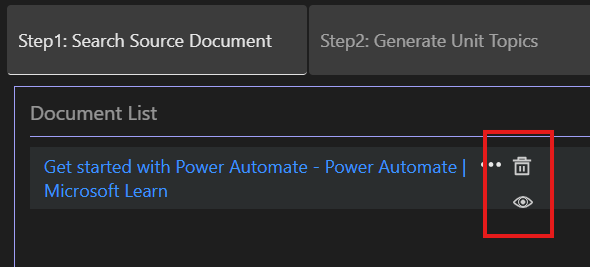 Step1: Search Source Document
Step2: Generate Unit Topics
Document List
Get started with Power Automate - Power Automate |
Microsoft Learn